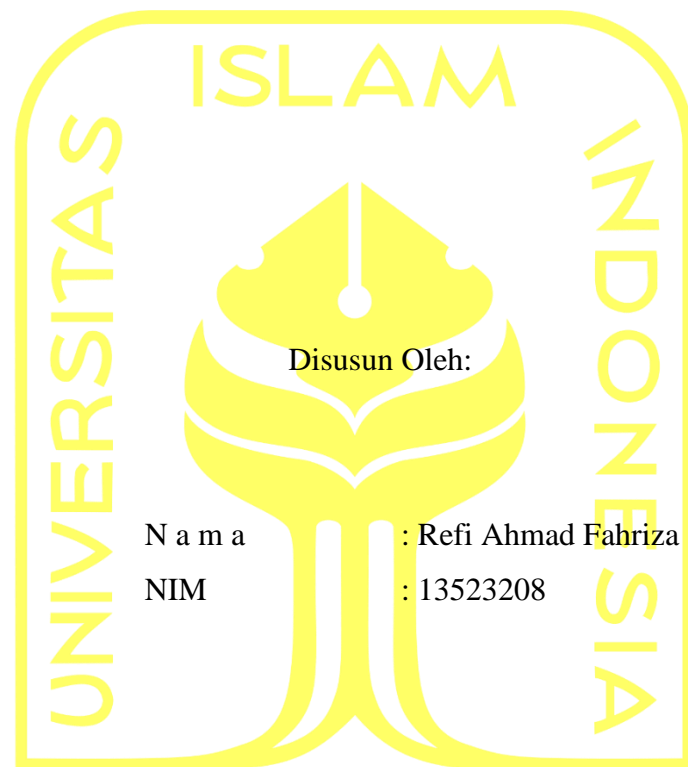 UNIVERSITAS
ISLAM
INDONESIA
Disusun Oleh:
N a m a : Refi Ahmad Fahriza
NIM : 13523208